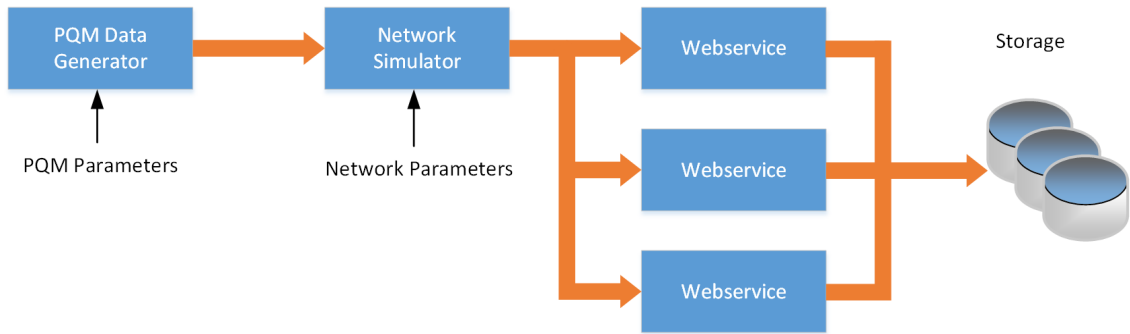 PQM Data
Generator
Network
Simulator
Webservice
Storage
PQM Parameters
Network Parameters
Webservice
Webservice